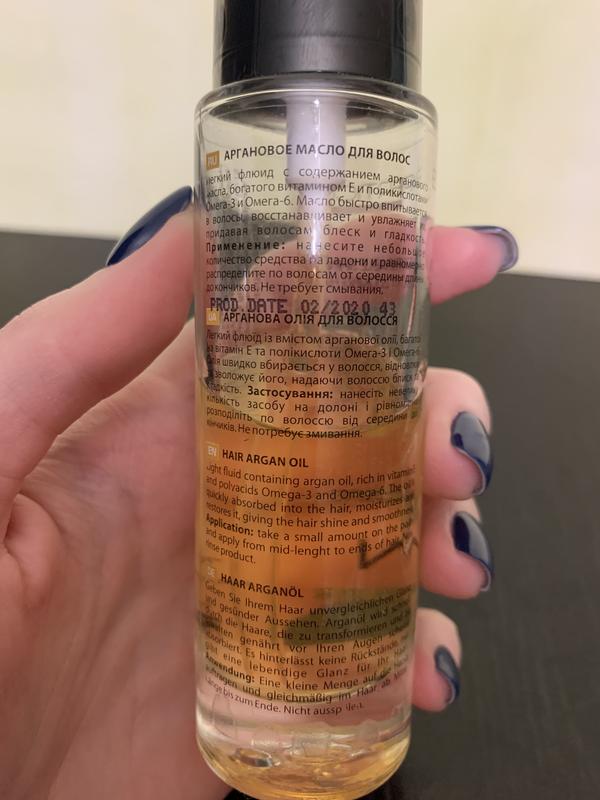 RU АРГАНОВОЕ МАСЛО ДЛЯ ВОЛОС
Легкий флюид с содержанием арганового
масла, богатого витамином Е и поликислотами
Омега-3 и Омега-6. Масло быстро впитывается
в волосы, восстанавливает и увлажняет
придавая волосам блеск и гладкость.
Применение: нанесите небольшое
количество средства на ладони и равномерно
распределите по волосам от середины длины
до кончиков. Не требует смывания.
PROD.DATE 02/2020 43
UA АРГАНОВА ОЛІЯ ДЛЯ ВОЛОССЯ
Легкий флюід із вмістом арганової олії, багатої
на вітамін Е та полікислоти Омега-3 і Омега-6.
Олія швидко вбирається у волосся, відновлює
зволожує його, надаючи волоссю блиск
гладкість. Застосування: нанесіть
кількість засобу на долоні і рівномірно
розподіліть по волоссю від середини
кінчиків. Не потребує змивання.
EN HAIR ARGAN OIL
Light fluid containing argan oil, rich in vitamin
and polyacids Omega-3 and Omega-6. The oil
quickly absorbed into the hair, moisturizes
restores it, giving the hair shine and smoothness.
Application: take a small amount on the
and apply from mid-lenght to ends of hair.
rinse product.
DE HAAR ARGANÖL
Geben Sie Ihrem Haar unvergleichlichen
und gesünder Aussehen. Arganöl wird
durch die Haare, die zu transformieren
genährt vor Ihren Augen
absorbiert. Es hinterlässt keine Rückstände,
gibt eine lebendige Glanz für Ihr Haar.
Anwendung: Eine kleine Menge auf die
auftragen und gleichmäßig im Haar ab
Länge bis zum Ende. Nicht